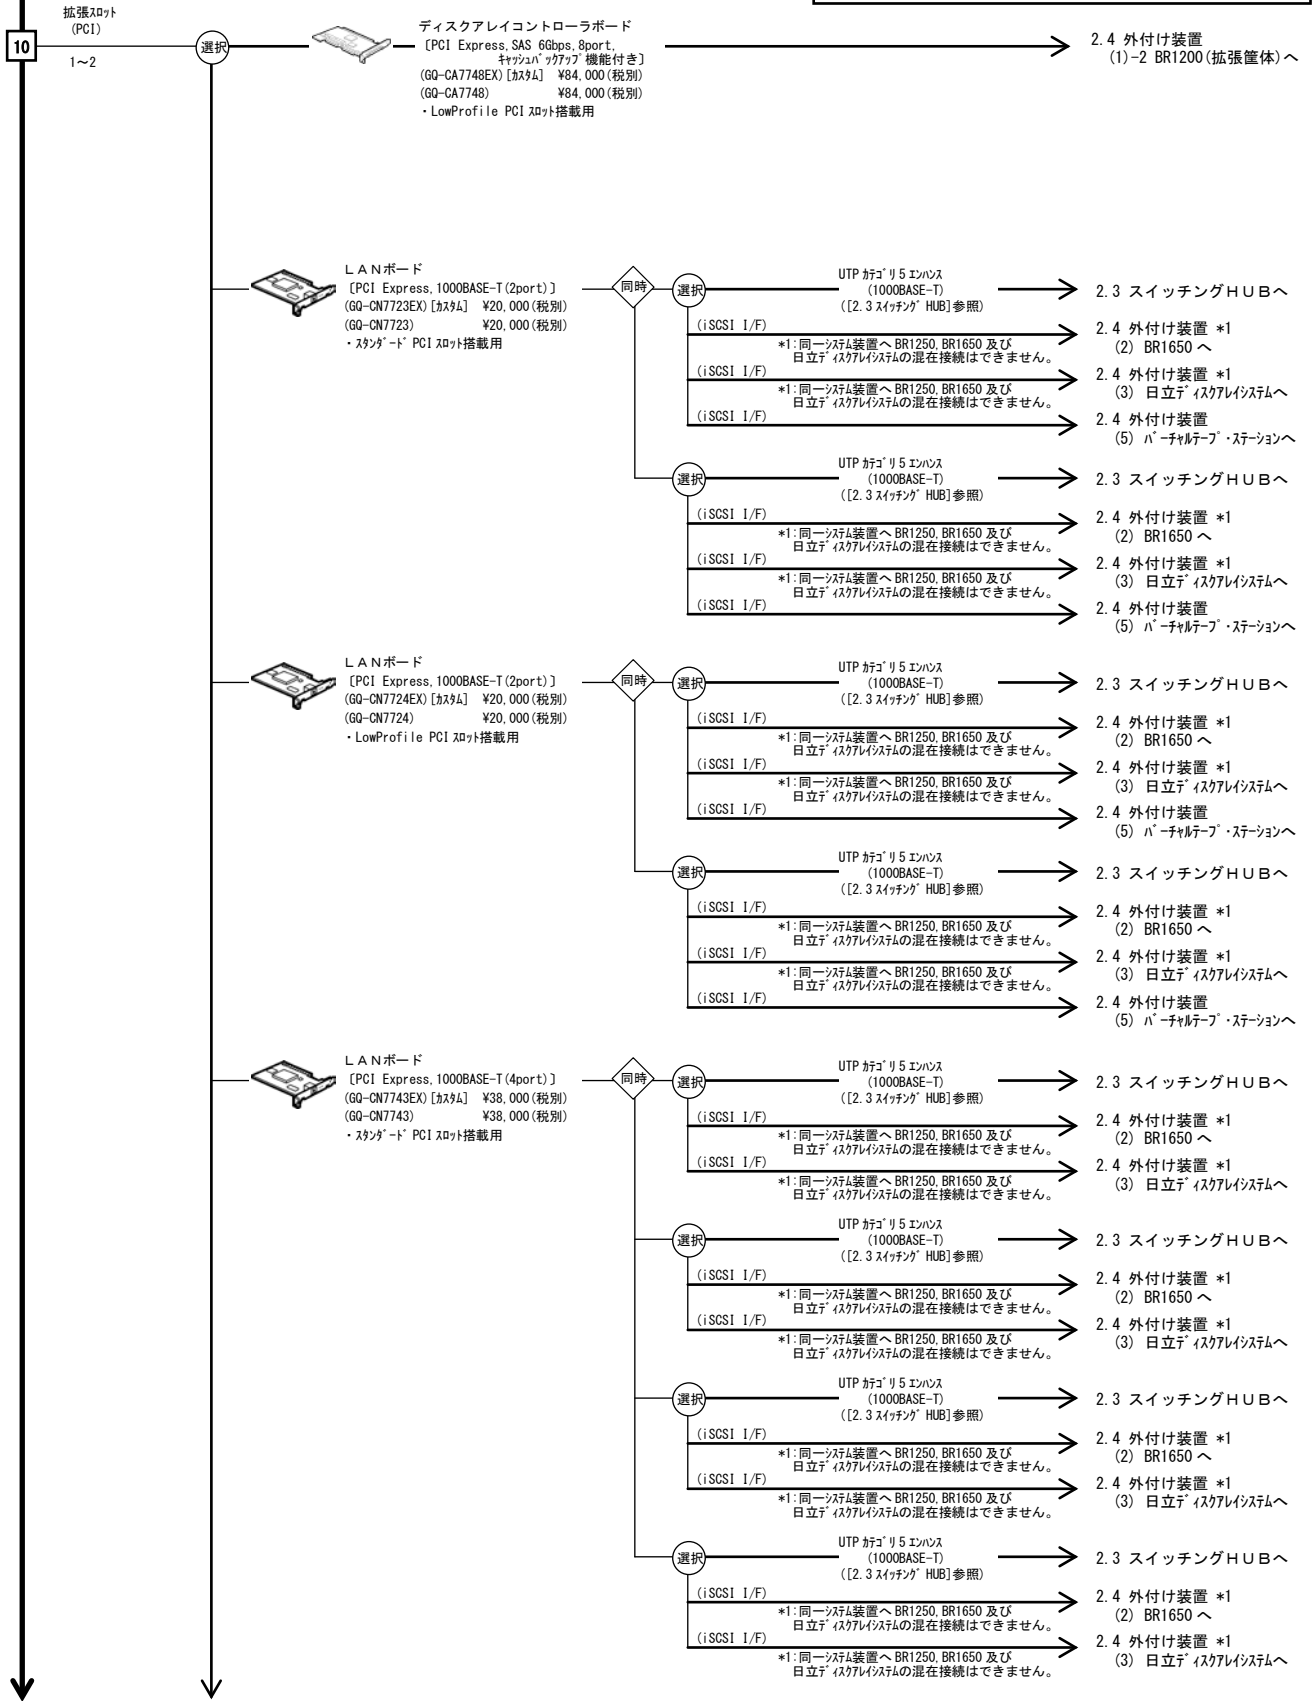 拡張ｽﾛｯﾄ
(PCI)
10
1～2
選択
ディスクアレイコントローラボード
[PCI Express, SAS 6Gbps, 8port,
ｷｬｯｼｭﾊﾞｯｸｱｯﾌﾟ機能付き]
(GQ-CA7748EX)[ｶｽﾀﾑ] ¥84,000(税別)
(GQ-CA7748) ¥84,000(税別)
・LowProfile PCI ｽﾛｯﾄ搭載用
2.4 外付け装置
(1)-2 BR1200(拡張筐体)へ
ＬＡＮボード
[PCI Express, 1000BASE-T(2port)]
(GQ-CN7723EX)[ｶｽﾀﾑ] ¥20,000(税別)
(GQ-CN7723) ¥20,000(税別)
・ｽﾀﾝﾀﾞｰﾄﾞ PCI ｽﾛｯﾄ搭載用
同時
選択
UTP ｶﾃｺﾞﾘ 5 ｴﾝﾊﾝｽ
(1000BASE-T)
([2.3 ｽｲｯﾁﾝｸﾞ HUB]参照)
2.3 スイッチングＨＵＢへ
(iSCSI I/F)
*1:同一ｼｽﾃﾑ装置へ BR1250, BR1650 及び
日立ﾃﾞｨｽｸｱﾚｲｼｽﾃﾑの混在接続はできません。
2.4 外付け装置 *1
(2) BR1650 へ
(iSCSI I/F)
*1:同一ｼｽﾃﾑ装置へ BR1250, BR1650 及び
日立ﾃﾞｨｽｸｱﾚｲｼｽﾃﾑの混在接続はできません。
2.4 外付け装置 *1
(3) 日立ﾃﾞｨｽｸｱﾚｲｼｽﾃﾑへ
(iSCSI I/F)
2.4 外付け装置
(5) ﾊﾞｰﾁｬﾙﾃｰﾌﾟ・ｽﾃｰｼｮﾝへ
選択
UTP ｶﾃｺﾞﾘ 5 ｴﾝﾊﾝｽ
(1000BASE-T)
([2.3 ｽｲｯﾁﾝｸﾞ HUB]参照)
2.3 スイッチングＨＵＢへ
(iSCSI I/F)
*1:同一ｼｽﾃﾑ装置へ BR1250, BR1650 及び
日立ﾃﾞｨｽｸｱﾚｲｼｽﾃﾑの混在接続はできません。
2.4 外付け装置 *1
(2) BR1650 へ
(iSCSI I/F)
*1:同一ｼｽﾃﾑ装置へ BR1250, BR1650 及び
日立ﾃﾞｨｽｸｱﾚｲｼｽﾃﾑの混在接続はできません。
2.4 外付け装置 *1
(3) 日立ﾃﾞｨｽｸｱﾚｲｼｽﾃﾑへ
(iSCSI I/F)
2.4 外付け装置
(5) ﾊﾞｰﾁｬﾙﾃｰﾌﾟ・ｽﾃｰｼｮﾝへ
ＬＡＮボード
[PCI Express, 1000BASE-T(2port)]
(GQ-CN7724EX)[ｶｽﾀﾑ] ¥20,000(税別)
(GQ-CN7724) ¥20,000(税別)
・LowProfile PCI ｽﾛｯﾄ搭載用
同時
選択
UTP ｶﾃｺﾞﾘ 5 ｴﾝﾊﾝｽ
(1000BASE-T)
([2.3 ｽｲｯﾁﾝｸﾞ HUB]参照)
2.3 スイッチングＨＵＢへ
(iSCSI I/F)
*1:同一ｼｽﾃﾑ装置へ BR1250, BR1650 及び
日立ﾃﾞｨｽｸｱﾚｲｼｽﾃﾑの混在接続はできません。
2.4 外付け装置 *1
(2) BR1650 へ
(iSCSI I/F)
*1:同一ｼｽﾃﾑ装置へ BR1250, BR1650 及び
日立ﾃﾞｨｽｸｱﾚｲｼｽﾃﾑの混在接続はできません。
2.4 外付け装置 *1
(3) 日立ﾃﾞｨｽｸｱﾚｲｼｽﾃﾑへ
(iSCSI I/F)
2.4 外付け装置
(5) ﾊﾞｰﾁｬﾙﾃｰﾌﾟ・ｽﾃｰｼｮﾝへ
選択
UTP ｶﾃｺﾞﾘ 5 ｴﾝﾊﾝｽ
(1000BASE-T)
([2.3 ｽｲｯﾁﾝｸﾞ HUB]参照)
2.3 スイッチングＨＵＢへ
(iSCSI I/F)
*1:同一ｼｽﾃﾑ装置へ BR1250, BR1650 及び
日立ﾃﾞｨｽｸｱﾚｲｼｽﾃﾑの混在接続はできません。
2.4 外付け装置 *1
(2) BR1650 へ
(iSCSI I/F)
*1:同一ｼｽﾃﾑ装置へ BR1250, BR1650 及び
日立ﾃﾞｨｽｸｱﾚｲｼｽﾃﾑの混在接続はできません。
2.4 外付け装置 *1
(3) 日立ﾃﾞｨｽｸｱﾚｲｼｽﾃﾑへ
(iSCSI I/F)
2.4 外付け装置
(5) ﾊﾞｰﾁｬﾙﾃｰﾌﾟ・ｽﾃｰｼｮﾝへ
ＬＡＮボード
[PCI Express, 1000BASE-T(4port)]
(GQ-CN7743EX)[ｶｽﾀﾑ] ¥38,000(税別)
(GQ-CN7743) ¥38,000(税別)
・ｽﾀﾝﾀﾞｰﾄﾞ PCI ｽﾛｯﾄ搭載用
同時
選択
UTP ｶﾃｺﾞﾘ 5 ｴﾝﾊﾝｽ
(1000BASE-T)
([2.3 ｽｲｯﾁﾝｸﾞ HUB]参照)
2.3 スイッチングＨＵＢへ
(iSCSI I/F)
*1:同一ｼｽﾃﾑ装置へ BR1250, BR1650 及び
日立ﾃﾞｨｽｸｱﾚｲｼｽﾃﾑの混在接続はできません。
2.4 外付け装置 *1
(2) BR1650 へ
(iSCSI I/F)
*1:同一ｼｽﾃﾑ装置へ BR1250, BR1650 及び
日立ﾃﾞｨｽｸｱﾚｲｼｽﾃﾑの混在接続はできません。
2.4 外付け装置 *1
(3) 日立ﾃﾞｨｽｸｱﾚｲｼｽﾃﾑへ
選択
UTP ｶﾃｺﾞﾘ 5 ｴﾝﾊﾝｽ
(1000BASE-T)
([2.3 ｽｲｯﾁﾝｸﾞ HUB]参照)
2.3 スイッチングＨＵＢへ
(iSCSI I/F)
*1:同一ｼｽﾃﾑ装置へ BR1250, BR1650 及び
日立ﾃﾞｨｽｸｱﾚｲｼｽﾃﾑの混在接続はできません。
2.4 外付け装置 *1
(2) BR1650 へ
(iSCSI I/F)
*1:同一ｼｽﾃﾑ装置へ BR1250, BR1650 及び
日立ﾃﾞｨｽｸｱﾚｲｼｽﾃﾑの混在接続はできません。
2.4 外付け装置 *1
(3) 日立ﾃﾞｨｽｸｱﾚｲｼｽﾃﾑへ
選択
UTP ｶﾃｺﾞﾘ 5 ｴﾝﾊﾝｽ
(1000BASE-T)
([2.3 ｽｲｯﾁﾝｸﾞ HUB]参照)
2.3 スイッチングＨＵＢへ
(iSCSI I/F)
*1:同一ｼｽﾃﾑ装置へ BR1250, BR1650 及び
日立ﾃﾞｨｽｸｱﾚｲｼｽﾃﾑの混在接続はできません。
2.4 外付け装置 *1
(2) BR1650 へ
(iSCSI I/F)
*1:同一ｼｽﾃﾑ装置へ BR1250, BR1650 及び
日立ﾃﾞｨｽｸｱﾚｲｼｽﾃﾑの混在接続はできません。
2.4 外付け装置 *1
(3) 日立ﾃﾞｨｽｸｱﾚｲｼｽﾃﾑへ
選択
UTP ｶﾃｺﾞﾘ 5 ｴﾝﾊﾝｽ
(1000BASE-T)
([2.3 ｽｲｯﾁﾝｸﾞ HUB]参照)
2.3 スイッチングＨＵＢへ
(iSCSI I/F)
*1:同一ｼｽﾃﾑ装置へ BR1250, BR1650 及び
日立ﾃﾞｨｽｸｱﾚｲｼｽﾃﾑの混在接続はできません。
2.4 外付け装置 *1
(2) BR1650 へ
(iSCSI I/F)
*1:同一ｼｽﾃﾑ装置へ BR1250, BR1650 及び
日立ﾃﾞｨｽｸｱﾚｲｼｽﾃﾑの混在接続はできません。
2.4 外付け装置 *1
(3) 日立ﾃﾞｨｽｸｱﾚｲｼｽﾃﾑへ